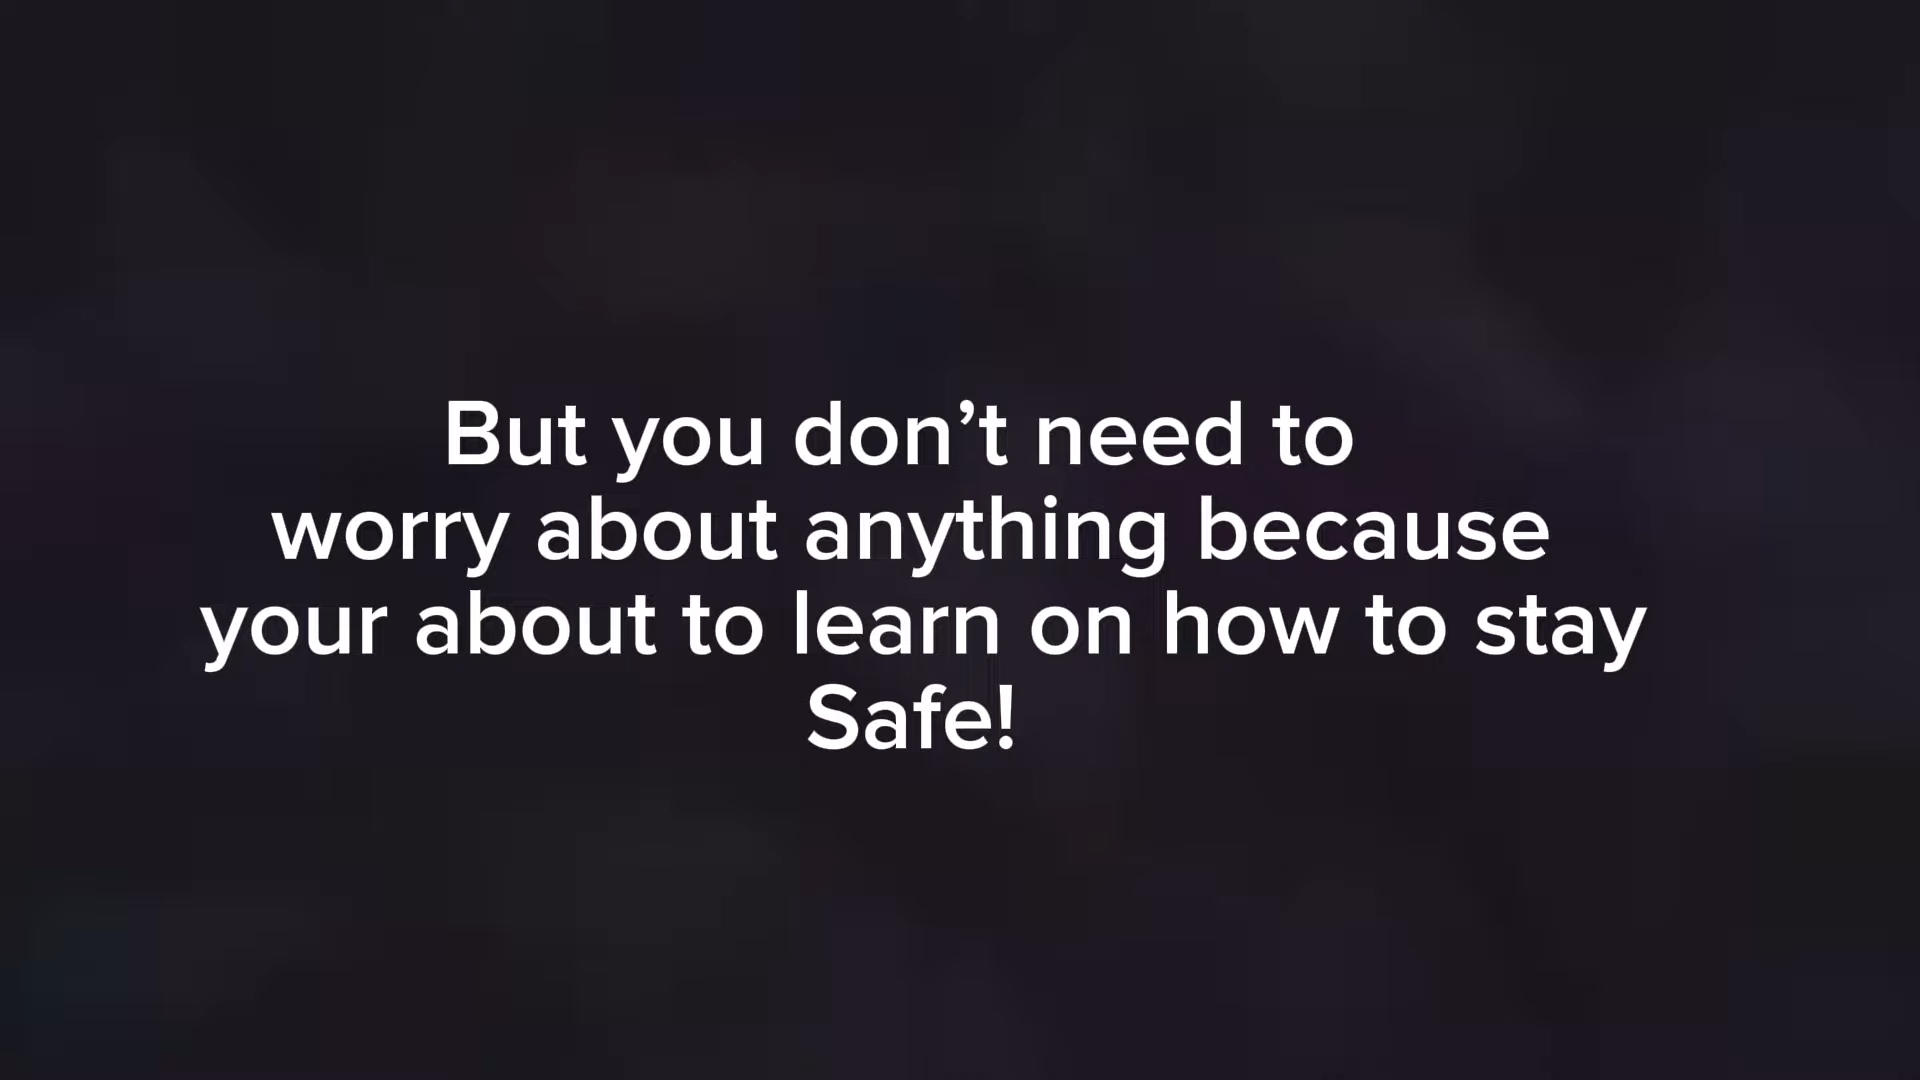 But you don’t need to
worry about anything because
your about to learn on how to stay
Safe!